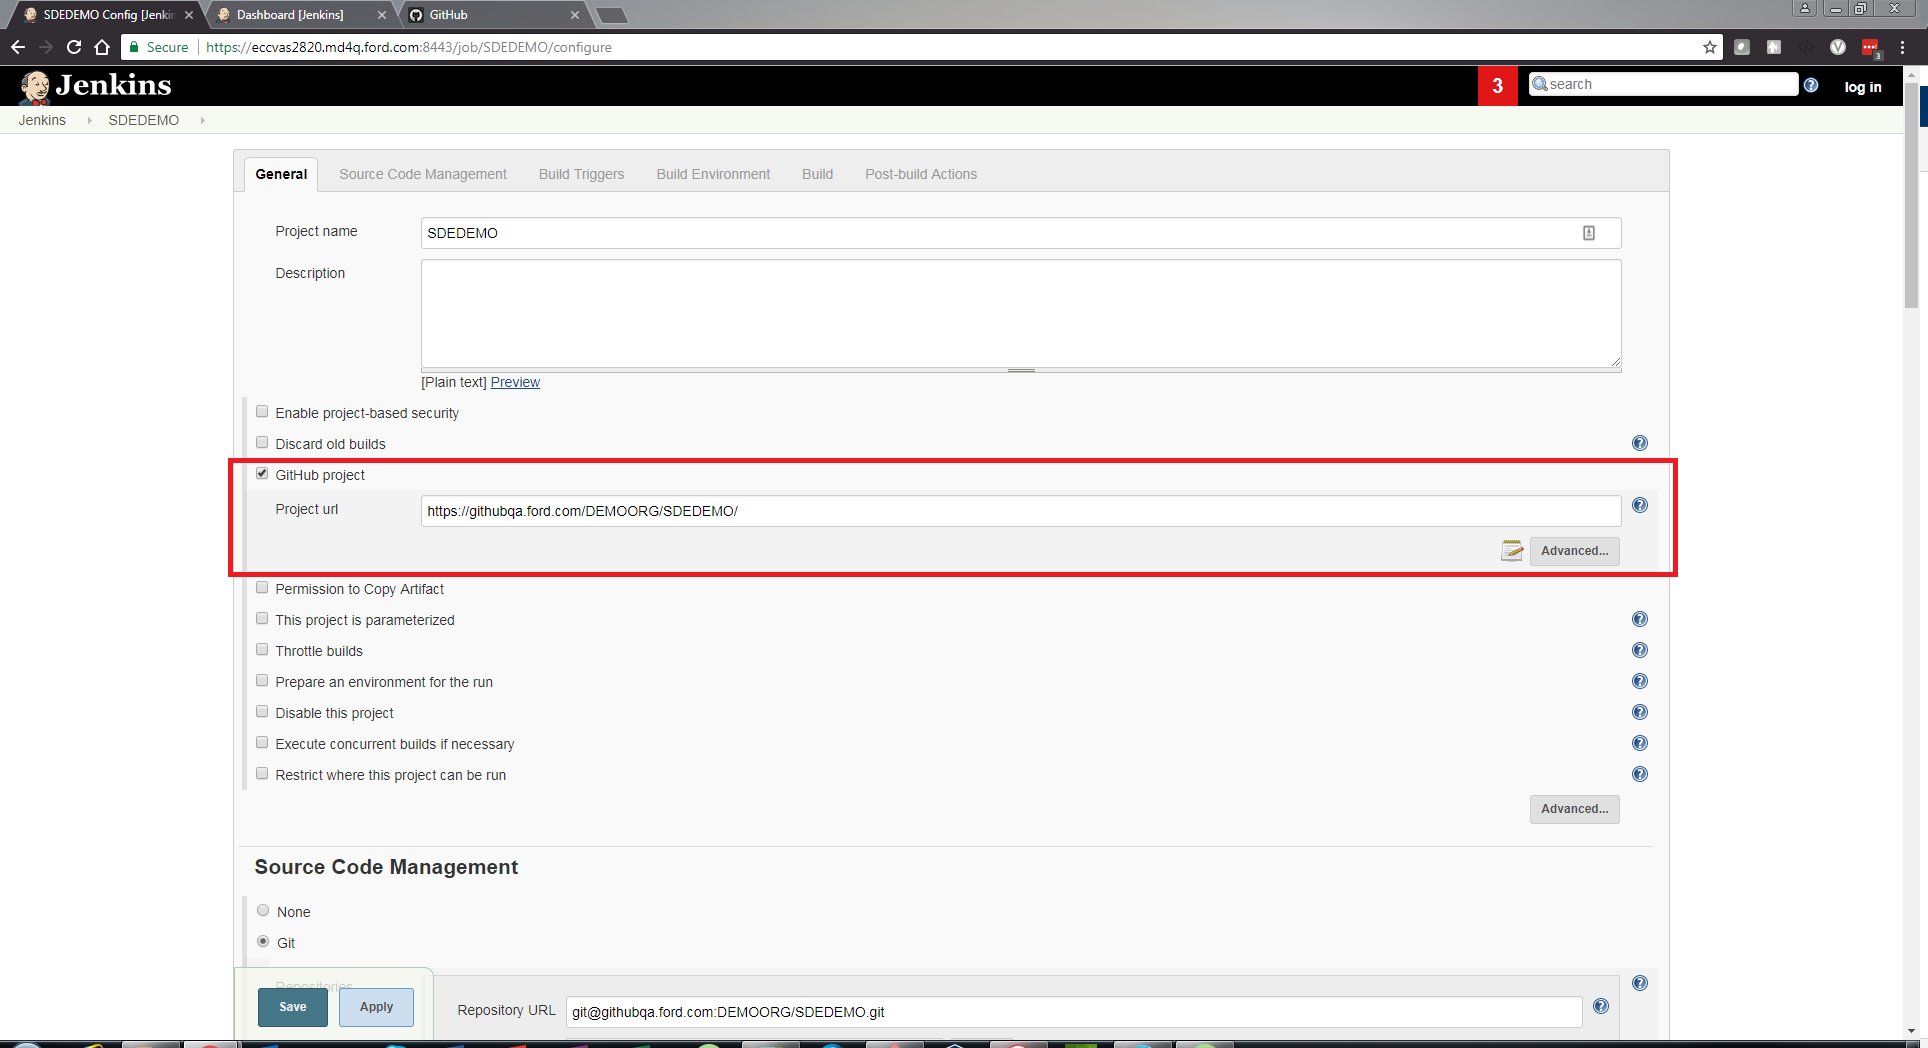 SDEDEMO Config [Jenkin
Dashboard [Jenkins]
GitHub
Secure https://eccvas2820.md4q.ford.com:8443/job/SDEDEMO/configure
3
Jenkins
3
search
log in
Jenkins SDEDEMO
General Source Code Management Build Triggers Build Environment Build Post-build Actions
Project name
SDEDEMO
Description
[Plain text] Preview
Enable project-based security
Discard old builds
GitHub project
Project url
https://githubqa.ford.com/DEMOORG/SDEDEMO/
Advanced...
Permission to Copy Artifact
This project is parameterized
Throttle builds
Prepare an environment for the run
Disable this project
Execute concurrent builds if necessary
Restrict where this project can be run
Advanced...
Source Code Management
None
Git
Repositories
Save Apply
Repository URL
git@githubqa.ford.com:DEMOORG/SDEDEMO.git